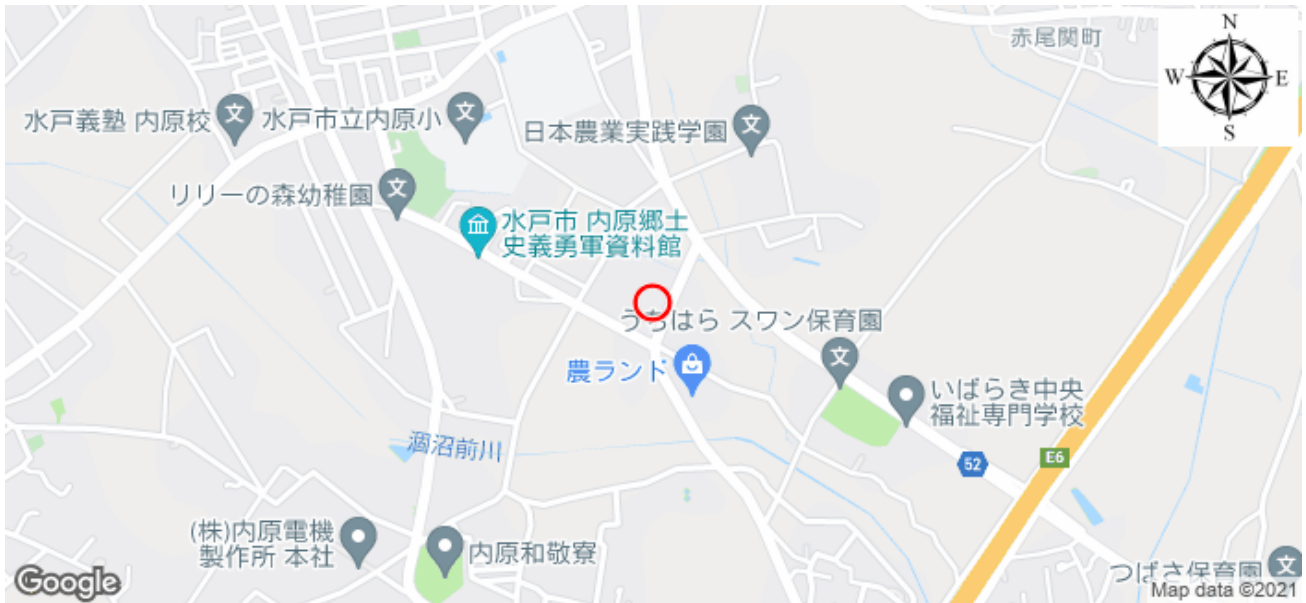 赤尾関町
N
W
E
S
水戸義塾 内原校
水戸市立内原小
日本農業実践学園
リリーの森幼稚園
水戸市 内原郷土
史義勇軍資料館
うちはら スワン保育園
農ランド
いばらき中央
福祉専門学校
涸沼前川
52
E6
(株)内原電機
製作所 本社
内原和敬寮
つばさ保育園
Google
Map data ©2021